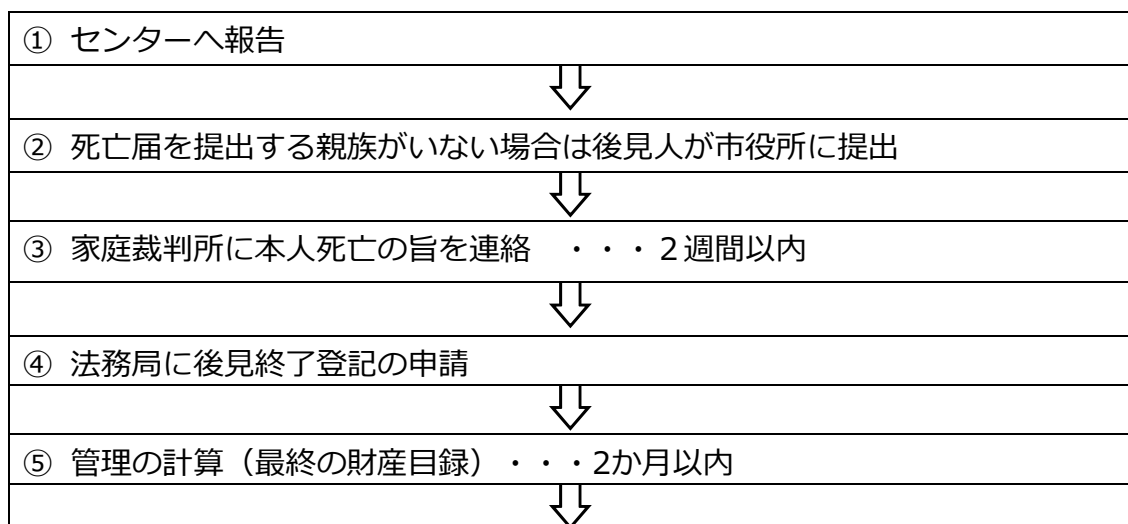 ① センターへ報告
② 死亡届を提出する親族がいない場合は後見人が市役所に提出
③ 家庭裁判所に本人死亡の旨を連絡　・・・２週間以内
④ 法務局に後見終了登記の申請
⑤ 管理の計算（最終の財産目録）・・・2か月以内